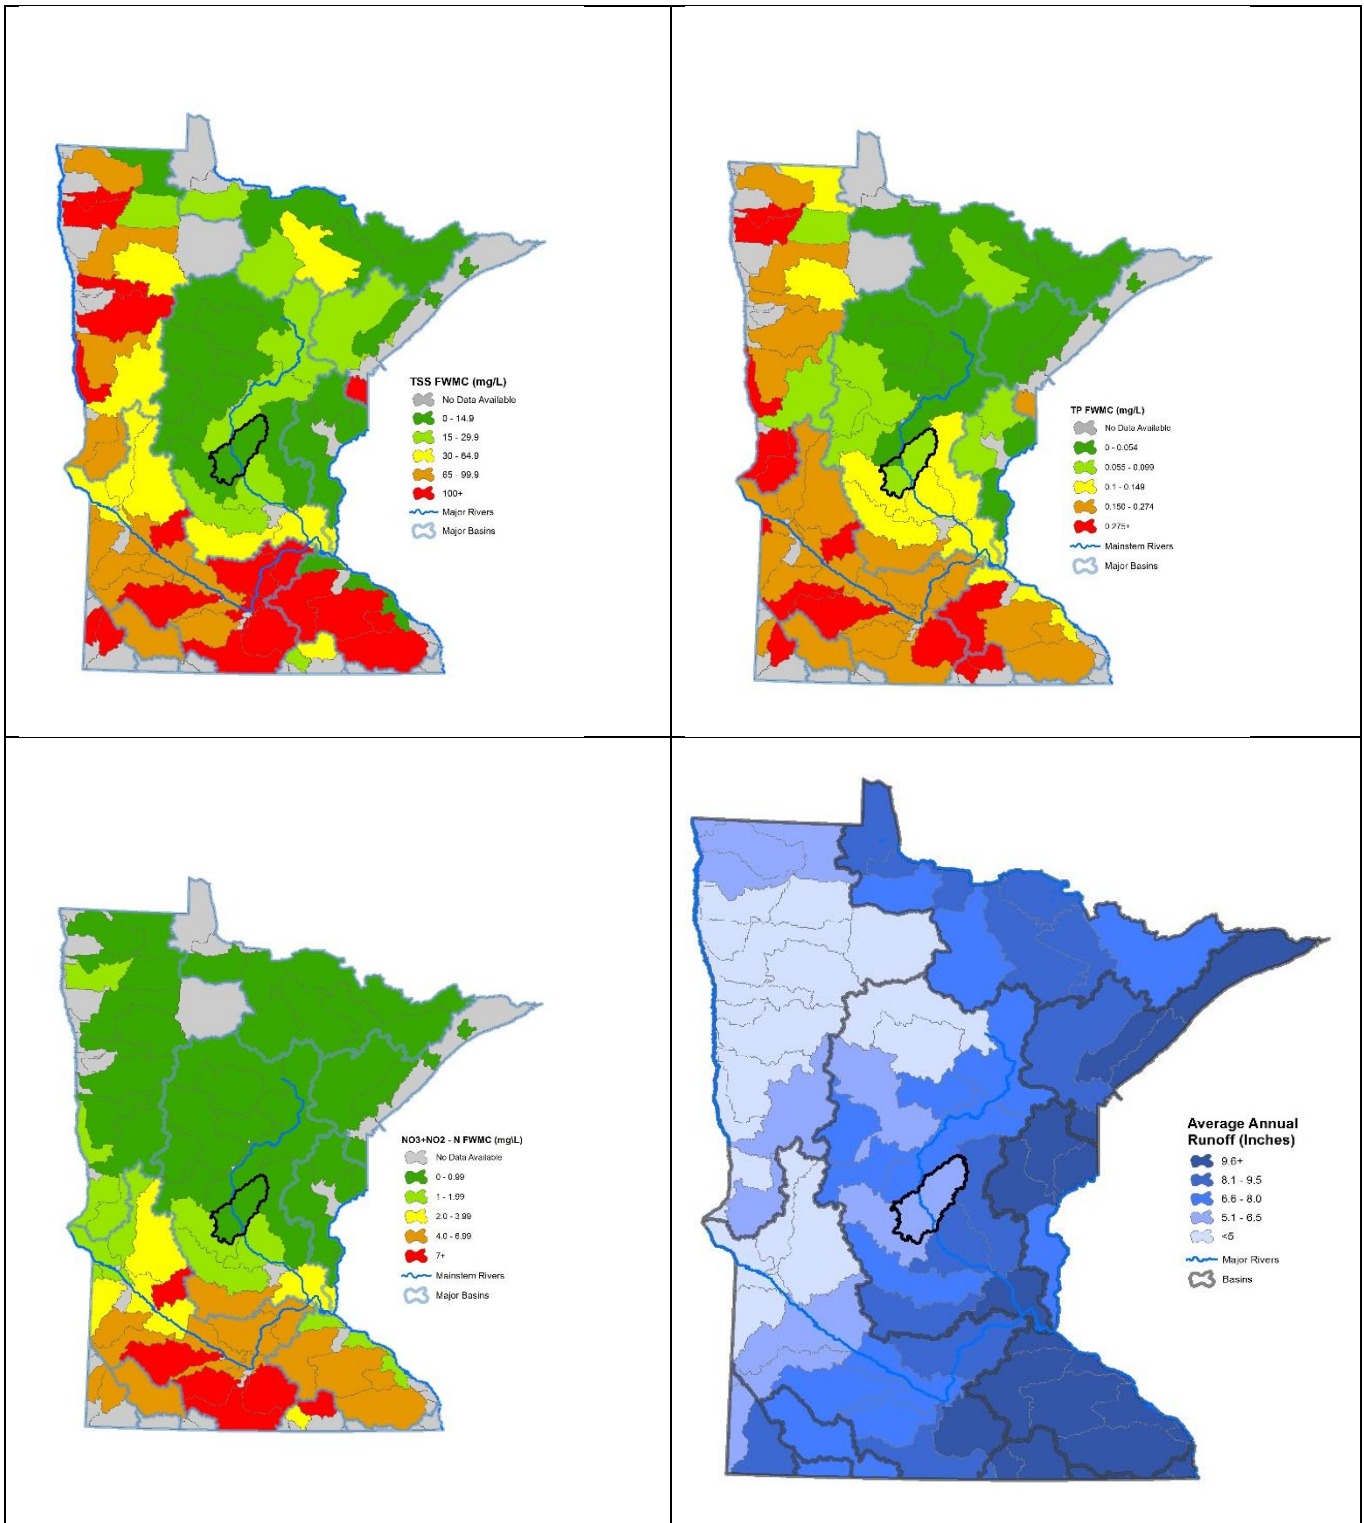 TSS FWMC (mg/L)
No Data Available
0 - 14.9
15 - 29.9
30 - 64.9
65 - 99.9
100+
Major Rivers
Major Basins
TP FWMC (mg/L)
No Data Available
0 - 0.054
0.055 - 0.099
0.1 - 0.149
0.150 - 0.274
0.275+
Mainstem Rivers
Major Basins
NO3+NO2 - N FWMC (mg\L)
No Data Available
0 - 0.99
1 - 1.99
2.0 - 3.99
4.0 - 6.99
7+
Mainstem Rivers
Major Basins
Average Annual
Runoff (Inches)
9.6+
8.1 - 9.5
6.6 - 8.0
5.1 - 6.5
<5
Major Rivers
Basins